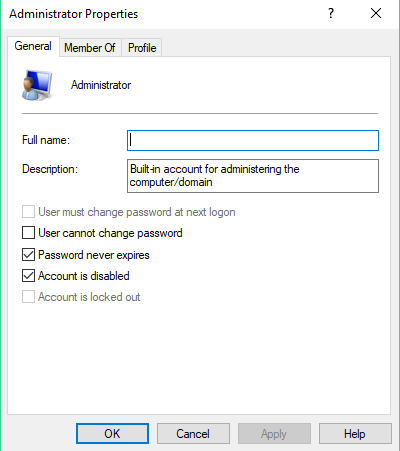 Administrator Properties
?
General
Member Of
Profile
Administrator
Full name:
Description:
Built-in account for administering the
computer/domain
User must change password at next logon
User cannot change password
Password never expires
Account is disabled
Account is locked out
OK
Cancel
Apply
Help